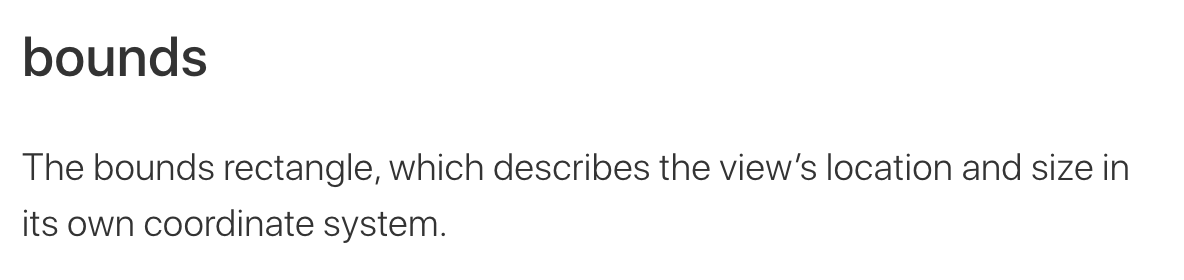 bounds
The bounds rectangle, which describes the view’s location and size in
its own coordinate system.